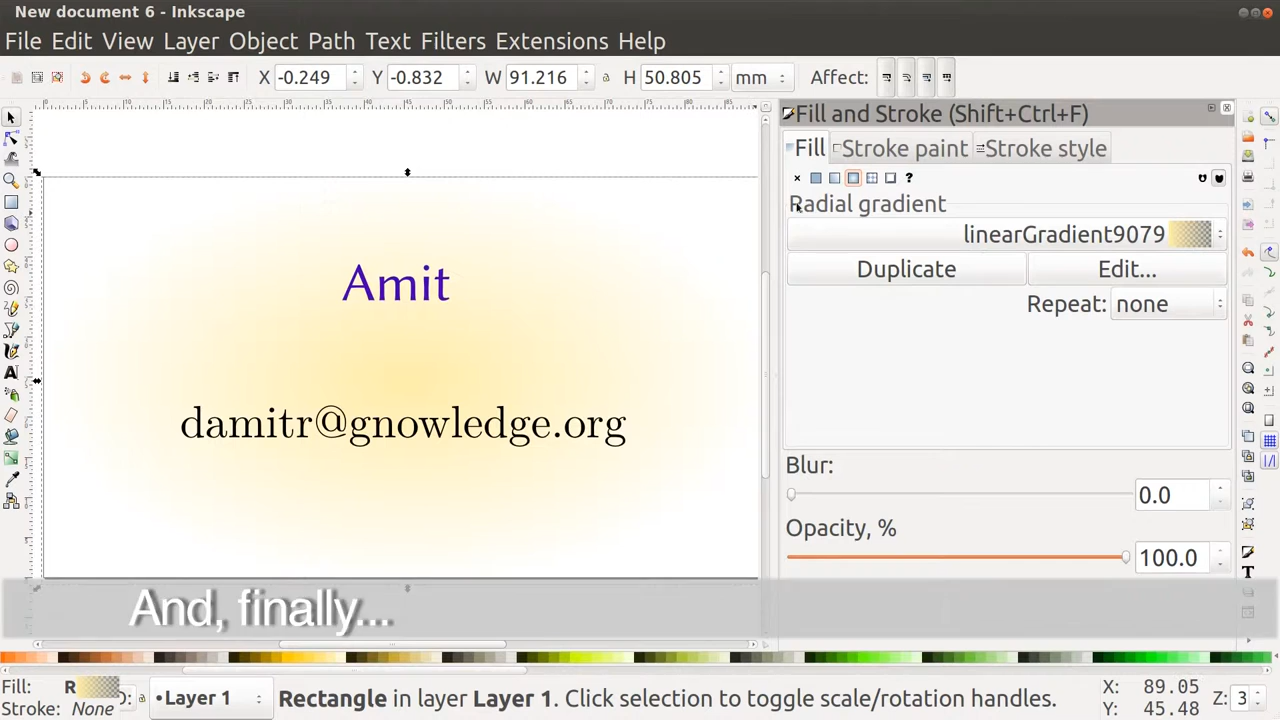 New document 6 - Inkscape
File Edit View Layer Object Path Text Filters Extensions Help
X -0.249 Y -0.832 W 91.216 H 50.805 mm Affect:
Fill and Stroke (Shift+Ctrl+F)
Fill Stroke paint Stroke style
?
Radial gradient
linearGradient9079
Duplicate Edit...
Repeat: none
Amit
damitr@gnowledge.org
Blur:
0.0
Opacity, %
100.0
And, finally...
Fill: R
Stroke: None O:
•Layer 1
Rectangle in layer Layer 1. Click selection to toggle scale/rotation handles.
X: 89.05
Y: 45.48
Z: 3